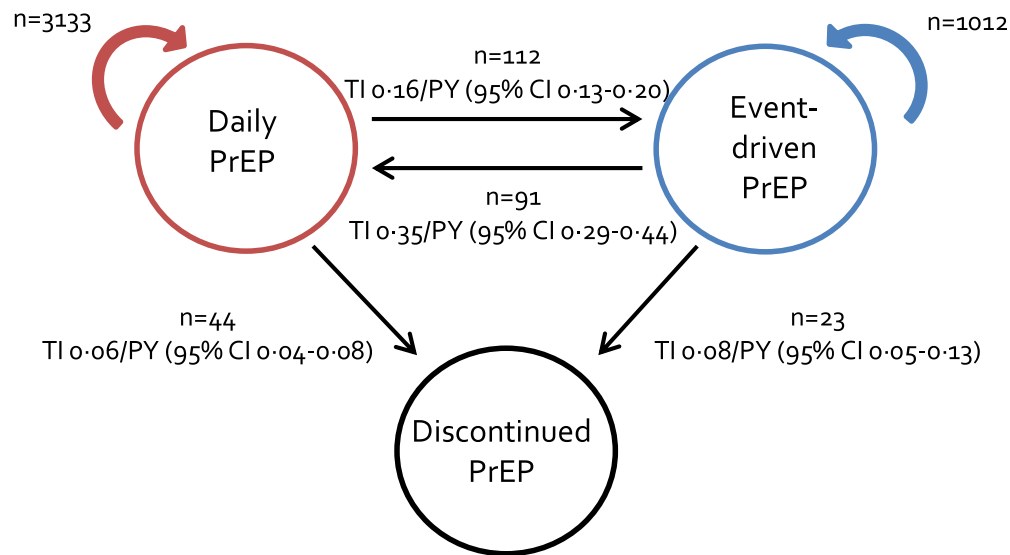 n=3133
n=1012
n=112
TI 0·16/PY (95% CI 0·13-0·20)
Daily
PrEP
Event-
driven
PrEP
n=91
TI 0·35/PY (95% CI 0·29-0·44)
n=44
TI 0·06/PY (95% CI 0·04-0·08)
n=23
TI 0·08/PY (95% CI 0·05-0·13)
Discontinued
PrEP